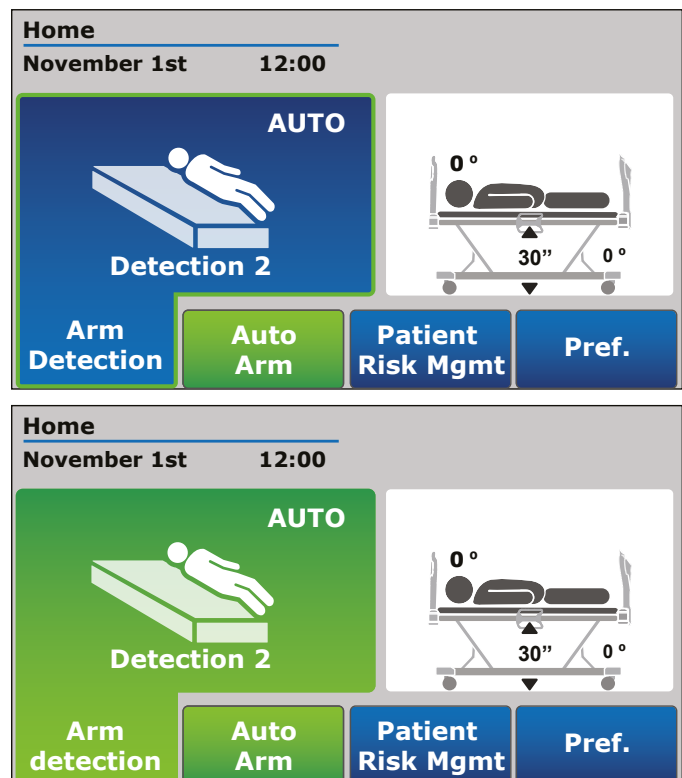 Home
November 1st 12:00
AUTO
Detection 2
0 º
30” 0 º
Arm
Detection
Auto
Arm
Patient
Risk Mgmt
Pref.
Home
November 1st 12:00
AUTO
Detection 2
0 º
30” 0 º
Arm
detection
Auto
Arm
Patient
Risk Mgmt
Pref.